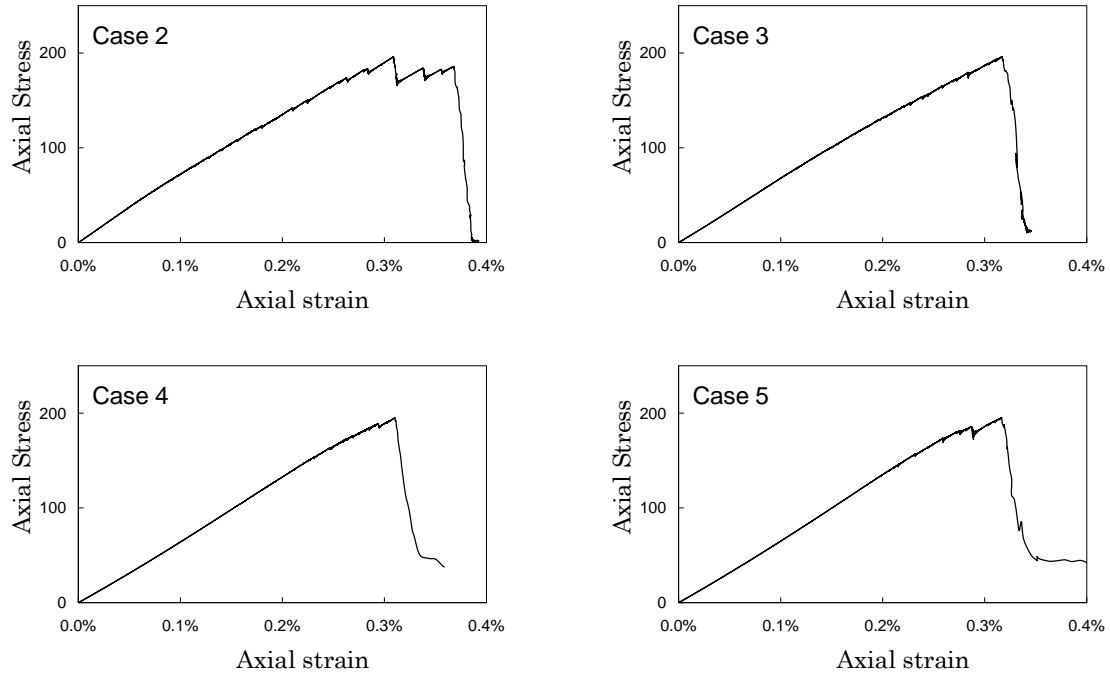 Case 2
Axial Stress
200
100
0
0.0% 0.1% 0.2% 0.3% 0.4%
Axial strain
Case 3
Axial Stress
200
100
0
0.0% 0.1% 0.2% 0.3% 0.4%
Axial strain
Case 4
Axial Stress
200
100
0
0.0% 0.1% 0.2% 0.3% 0.4%
Axial strain
Case 5
Axial Stress
200
100
0
0.0% 0.1% 0.2% 0.3% 0.4%
Axial strain